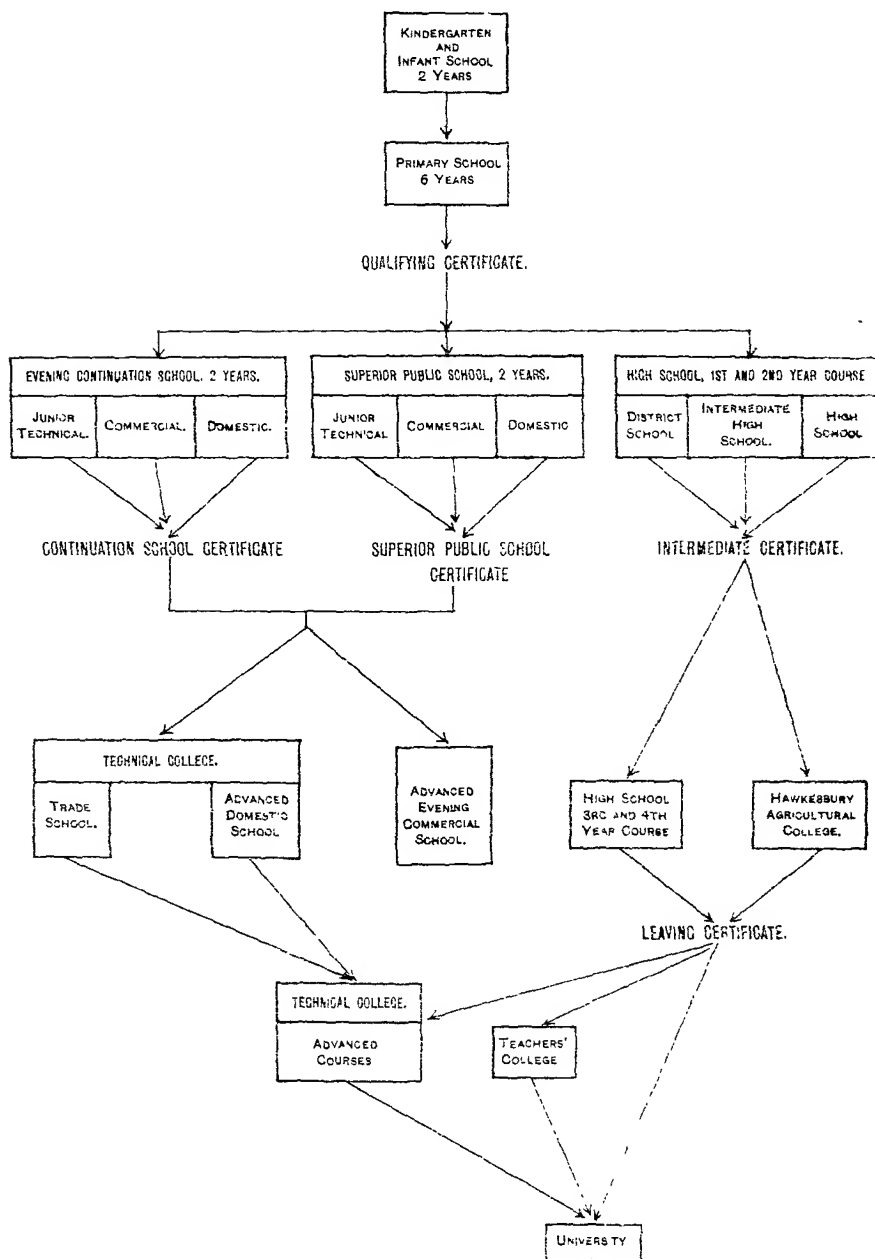 KINDERGARTEN
AND
INFANT SCHOOL
2 YEARS
PRIMARY SCHOOL
6 YEARS
QUALIFYING CERTIFICATE.
EVENING CONTINUATION SCHOOL. 2 YEARS.
JUNIOR
TECHNICAL.
COMMERCIAL.
DOMESTIC.
SUPERIOR PUBLIC SCHOOL, 2 YEARS.
JUNIOR
TECHNICAL
COMMERCIAL
DOMESTIC
HIGH SCHOOL, 1ST AND 2ND YEAR COURSE
DISTRICT
SCHOOL
INTERMEDIATE
HIGH
SCHOOL.
HIGH
SCHOOL
CONTINUATION SCHOOL CERTIFICATE
SUPERIOR PUBLIC SCHOOL
CERTIFICATE
INTERMEDIATE CERTIFICATE.
TECHNICAL COLLEGE.
TRADE
SCHOOL.
ADVANCED
DOMESTIC
SCHOOL
ADVANCED
EVENING
COMMERCIAL
SCHOOL.
HIGH SCHOOL
3RD AND 4TH
YEAR COURSE
HAWKESBURY
AGRICULTURAL
COLLEGE.
LEAVING CERTIFICATE.
TECHNICAL COLLEGE.
ADVANCED
COURSES
TEACHERS'
COLLEGE
UNIVERSITY